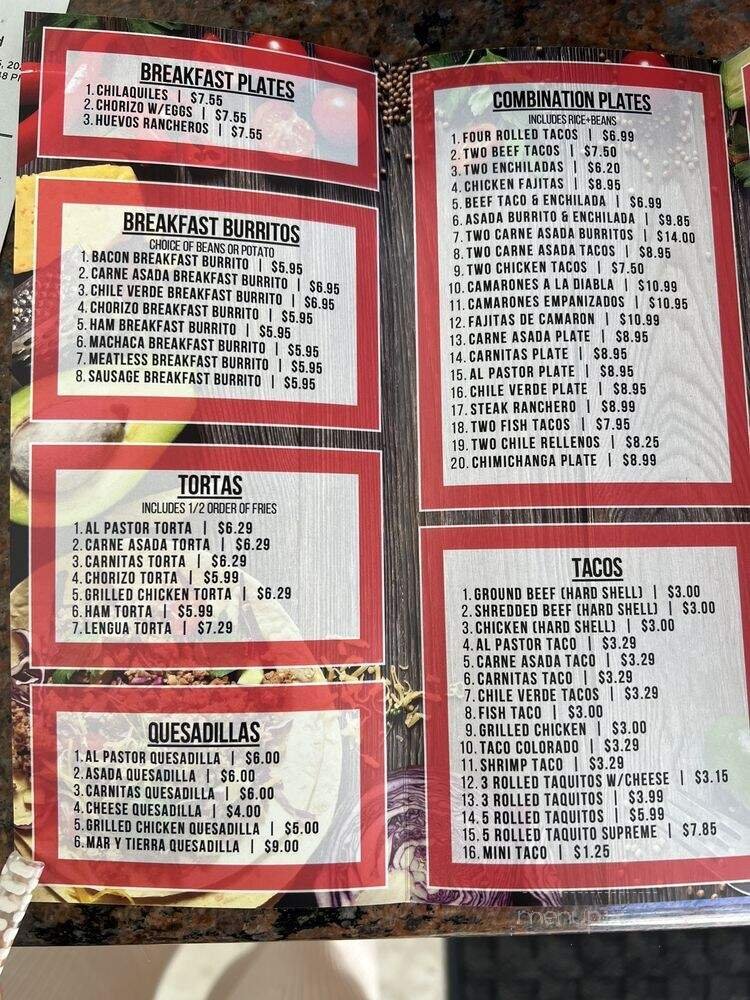 BREAKFAST PLATES
1. CHILAQUILES | $7.55
2. CHORIZO W/EGGS | $7.55
3. HUEVOS RANCHEROS | $7.55
BREAKFAST BURRITOS
CHOICE OF BEANS OR POTATO
1. BACON BREAKFAST BURRITO | $5.95
2. CARNE ASADA BREAKFAST BURRITO | $6.95
3. CHILE VERDE BREAKFAST BURRITO | $6.95
4. CHORIZO BREAKFAST BURRITO | $5.95
5. HAM BREAKFAST BURRITO | $5.95
6. MACHACA BREAKFAST BURRITO | $5.95
7. MEATLESS BREAKFAST BURRITO | $5.95
8. SAUSAGE BREAKFAST BURRITO | $5.95
TORTAS
INCLUDES 1/2 ORDER OF FRIES
1. AL PASTOR TORTA | $6.29
2. CARNE ASADA TORTA | $6.29
3. CARNITAS TORTA | $6.29
4. CHORIZO TORTA | $5.99
5. GRILLED CHICKEN TORTA | $6.29
6. HAM TORTA | $5.99
7. LENGUA TORTA | $7.29
QUESADILLAS
1. AL PASTOR QUESADILLA | $6.00
2. ASADA QUESADILLA | $6.00
3. CARNITAS QUESADILLA | $6.00
4. CHEESE QUESADILLA | $4.00
5. GRILLED CHICKEN QUESADILLA | $5.00
6. MAR Y TIERRA QUESADILLA | $9.00
COMBINATION PLATES
INCLUDES RICE+BEANS
1. FOUR ROLLED TACOS | $6.99
2. TWO BEEF TACOS | $7.50
3. TWO ENCHILADAS | $6.20
4. CHICKEN FAJITAS | $8.95
5. BEEF TACO & ENCHILADA | $6.99
6. ASADA BURRITO & ENCHILADA | $9.85
7. TWO CARNE ASADA BURRITOS | $14.00
8. TWO CARNE ASADA TACOS | $8.95
9. TWO CHICKEN TACOS | $7.50
10. CAMARONES A LA DIABLA | $10.99
11. CAMARONES EMPANIZADOS | $10.95
12. FAJITAS DE CAMARON | $10.99
13. CARNE ASADA PLATE | $8.95
14. CARNITAS PLATE | $8.95
15. AL PASTOR PLATE | $8.95
16. CHILE VERDE PLATE | $8.95
17. STEAK RANCHERO | $8.99
18. TWO FISH TACOS | $7.95
19. TWO CHILE RELLENOS | $8.25
20. CHIMICHANGA PLATE | $8.99
TACOS
1. GROUND BEEF (HARD SHELL) | $3.00
2. SHREDDED BEEF (HARD SHELL) | $3.00
3. CHICKEN (HARD SHELL) | $3.00
4. AL PASTOR TACO | $3.29
5. CARNE ASADA TACO | $3.29
6. CARNITAS TACO | $3.29
7. CHILE VERDE TACOS | $3.29
8. FISH TACO | $3.00
9. GRILLED CHICKEN | $3.00
10. TACO COLORADO | $3.29
11. SHRIMP TACO | $3.29
12. 3 ROLLED TAQUITOS W/CHEESE | $3.15
13. 3 ROLLED TAQUITOS | $3.99
14. 5 ROLLED TAQUITOS | $5.99
15. 5 ROLLED TAQUITO SUPREME | $7.85
16. MINI TACO | $1.25